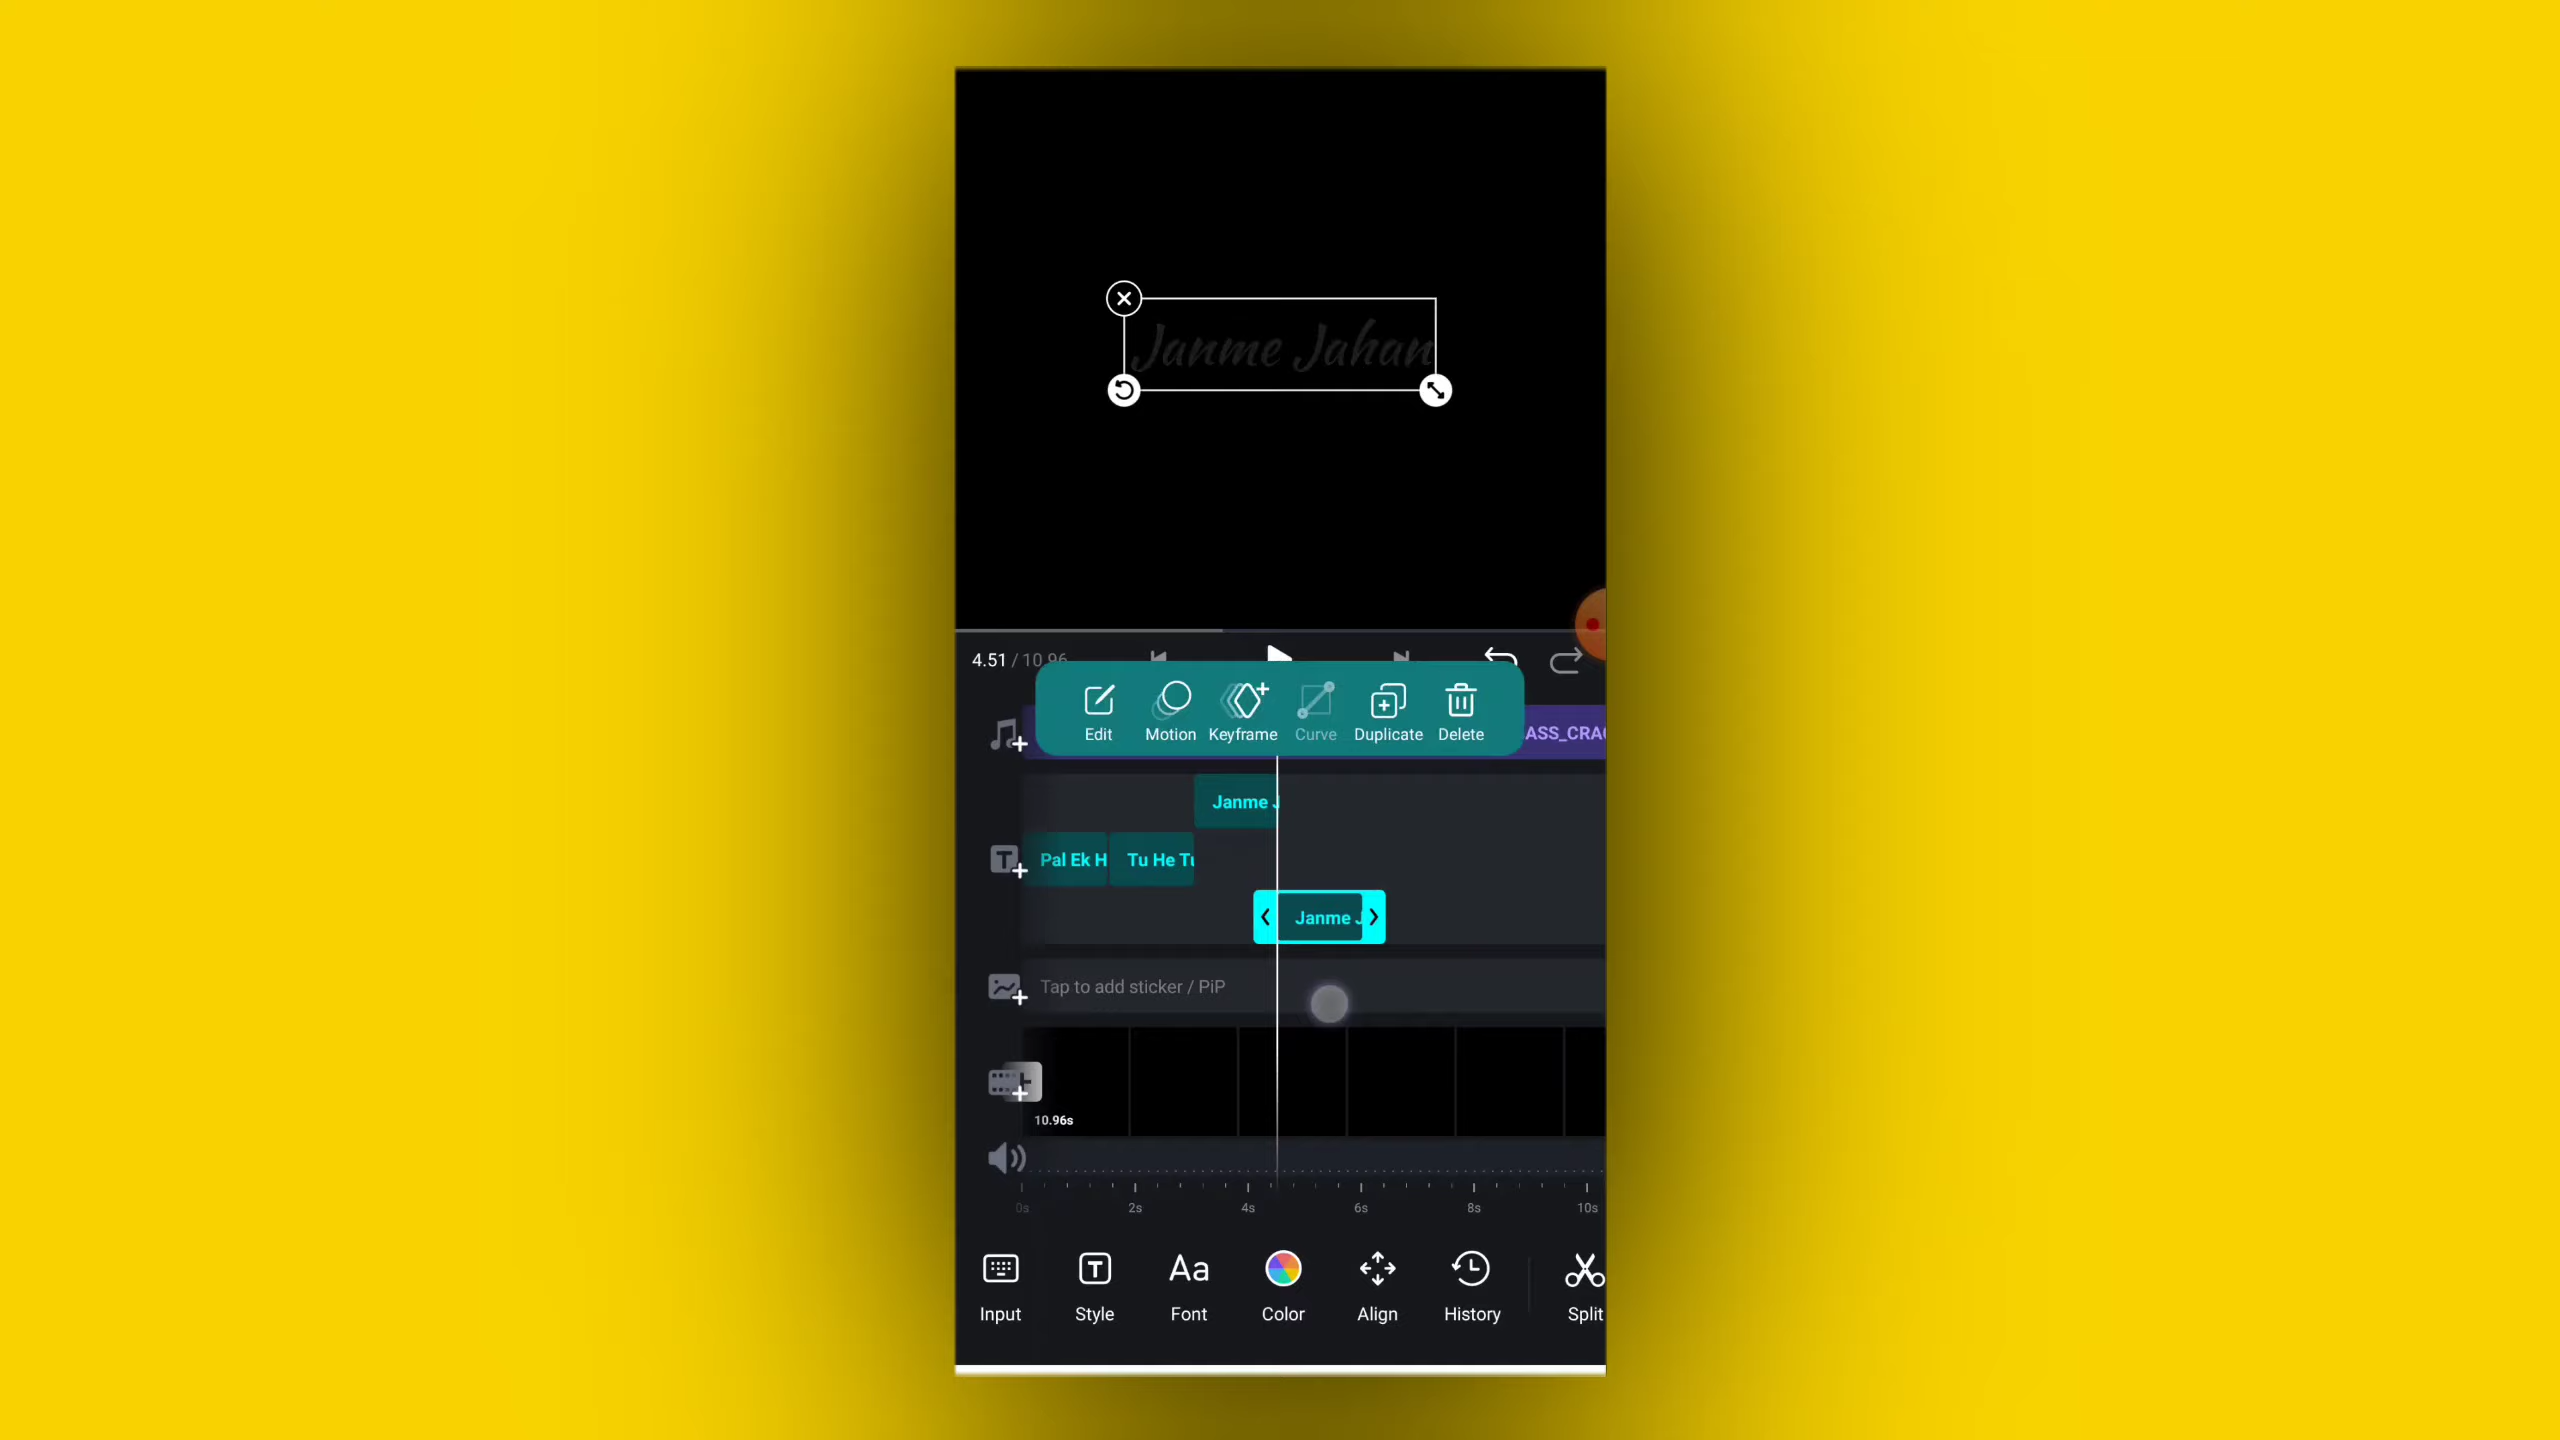 Janme Jahan
4.51 / 10.96
Edit Motion Keyframe Curve Duplicate Delete
ASS_CRA
Janme J
Pal Ek H Tu He Tu
Janme J
Tap to add sticker / PiP
10.96s
0s 2s 4s 6s 8s 10s
Input Style Font Color Align History Split